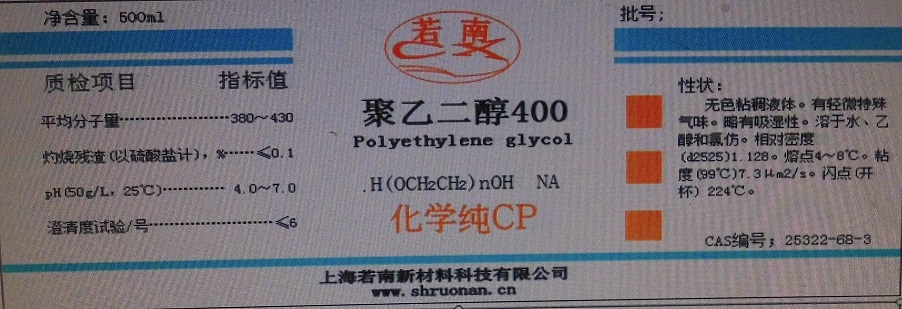 净含量：500ml
批号；
若 南
质检项目 指标值
平均分子量····················380～430
灼烧残渣(以硫酸盐计)，%······≤0.1
pH(50g/L，25℃)··········· 4.0～7.0
澄清度试验/号·····················≤6
聚乙二醇400
Polyethylene glycol
.H(OCH2CH2)nOH NA
化学纯CP
性状：
无色粘稠液体。有轻微特殊
气味。略有吸湿性。溶于水、乙
醇和氯伤。相对密度
(d2525)1.128。熔点4～8℃。粘
度(99℃)7.3μm2/s。闪点(开
杯) 224℃。
CAS编号；25322-68-3
上海若南新材料科技有限公司
www.shruonan.cn